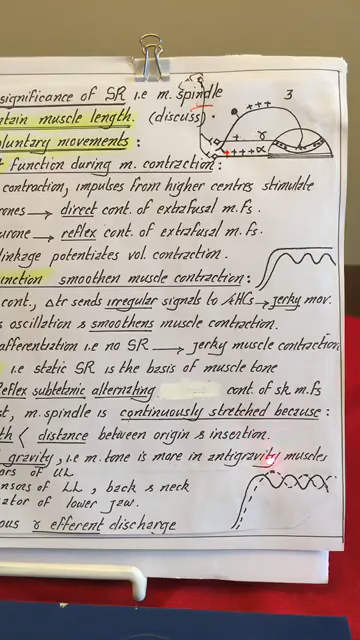 significance of SR i.e m. spindle
3
tain muscle length. (discuss).
oluntary movements:
+++
+
γ
++++ α
t function during m. contraction:
contraction, impulses from higher centres stimulate
rones → direct cont. of extrafusal m.fs.
urone → reflex cont. of extrafusal m.fs.
linkage potentiates vol. contraction.
unction smoothen muscle contraction:
cont., Δtr sends irregular signals to AHCs → jerky mov.
s oscillation & smoothens muscle contraction.
afferentation i.e no SR → jerky muscle contraction
i.e static SR is the basis of muscle tone
Reflex subtetanic alternating cont. of sk m.fs
st, m. spindle is continuously stretched because:
th < distance between origin & insertion.
gravity, i.e m. tone is more in antigravity muscles
ors of UL
nsors of LL, back & neck
ator of lower jaw.
ous γ efferent discharge